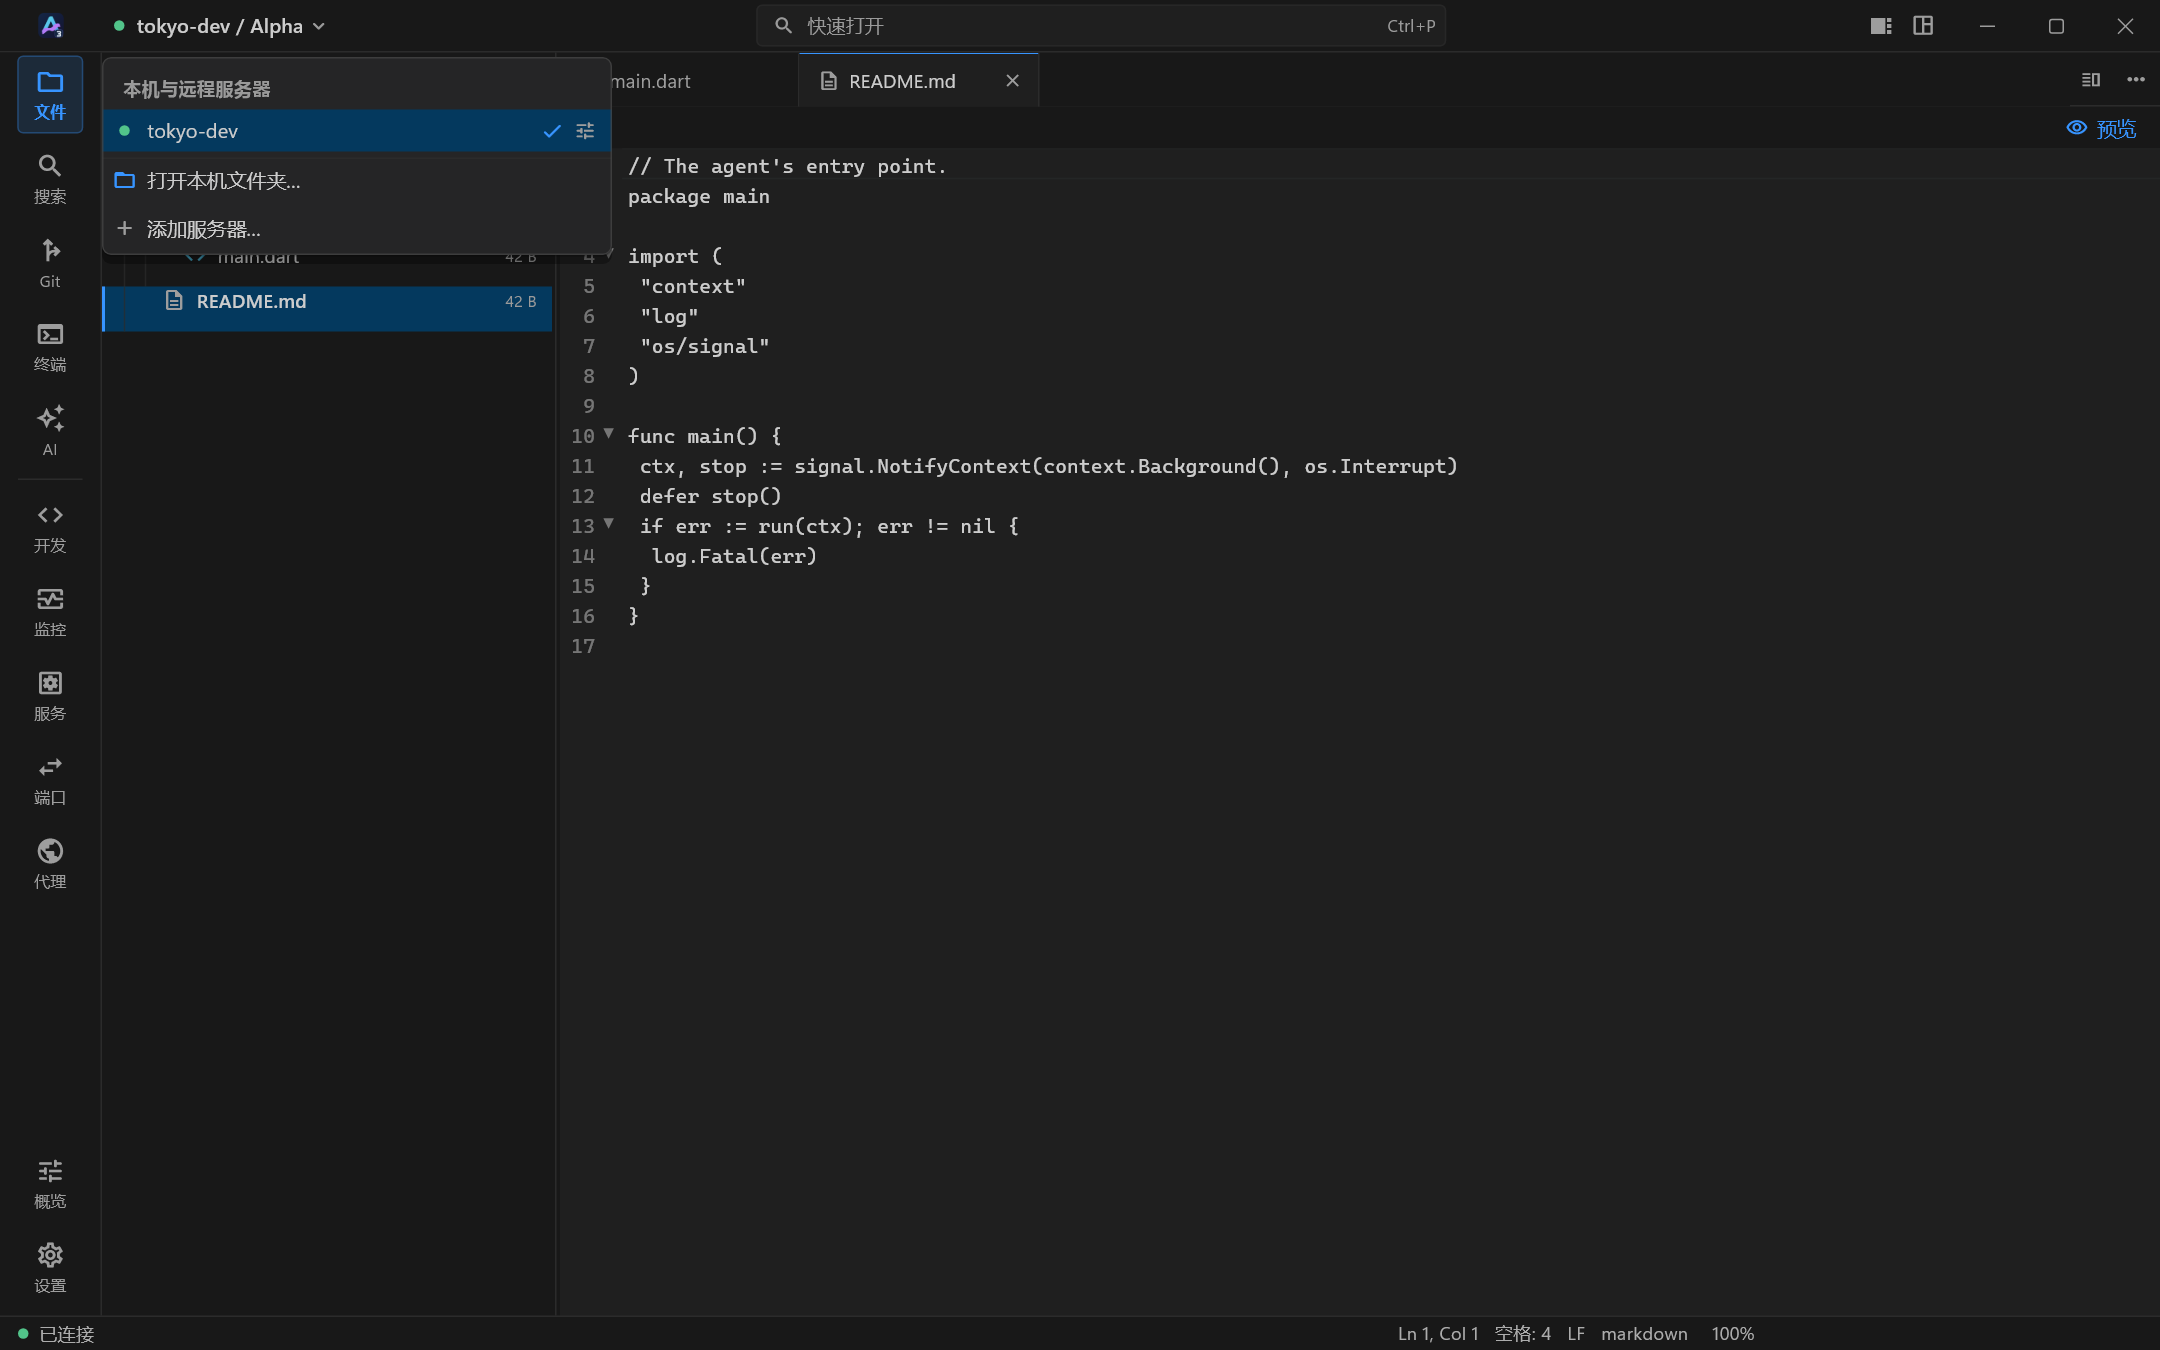 tokyo-dev / Alpha
快速打开
Ctrl+P
文件
搜索
Git
终端
AI
开发
监控
服务
端口
代理
概览
设置
本机与远程服务器
tokyo-dev
打开本机文件夹...
添加服务器...
main.dart 42 B
README.md 42 B
main.dart
README.md
预览
// The agent's entry point.
package main
4 import (
5 "context"
6 "log"
7 "os/signal"
8 )
9
10 func main() {
11 ctx, stop := signal.NotifyContext(context.Background(), os.Interrupt)
12 defer stop()
13 if err := run(ctx); err != nil {
14 log.Fatal(err)
15 }
16 }
17
已连接
Ln 1, Col 1 空格: 4 LF markdown 100%